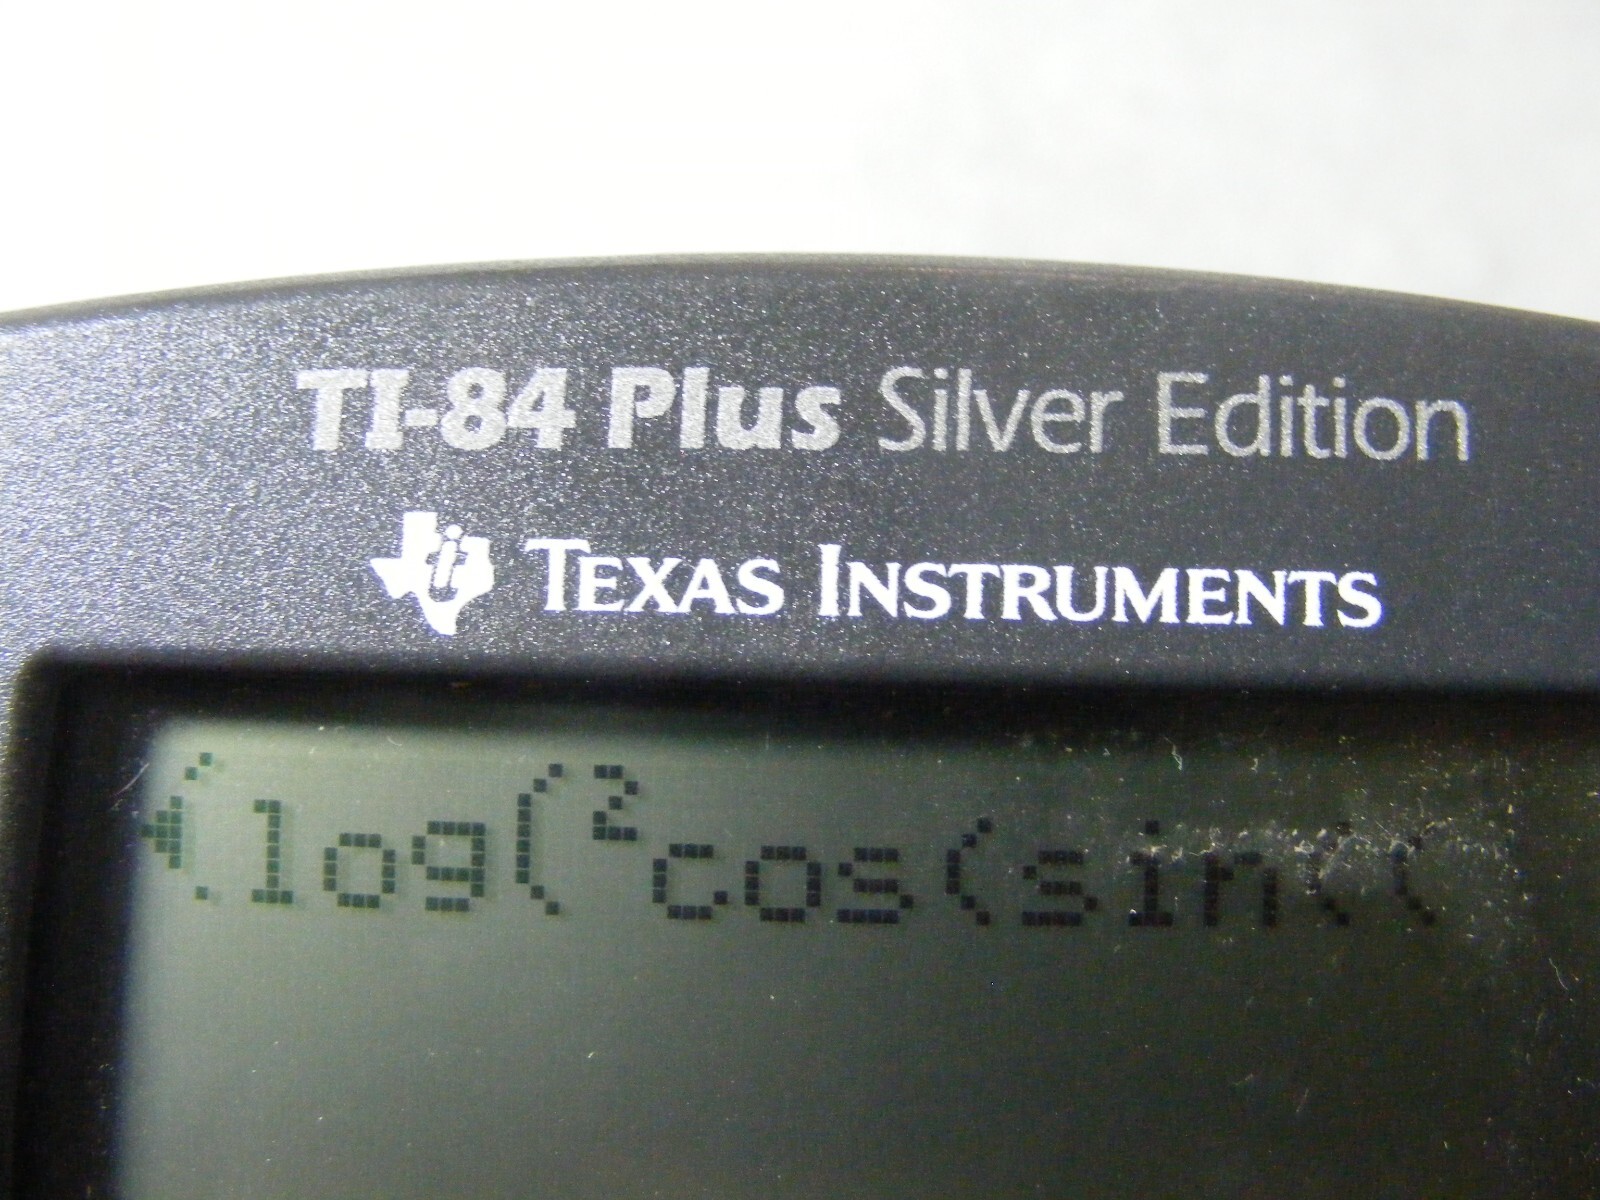 TI-84 Plus Silver Edition
TEXAS INSTRUMENTS
(log(²cos(sin((